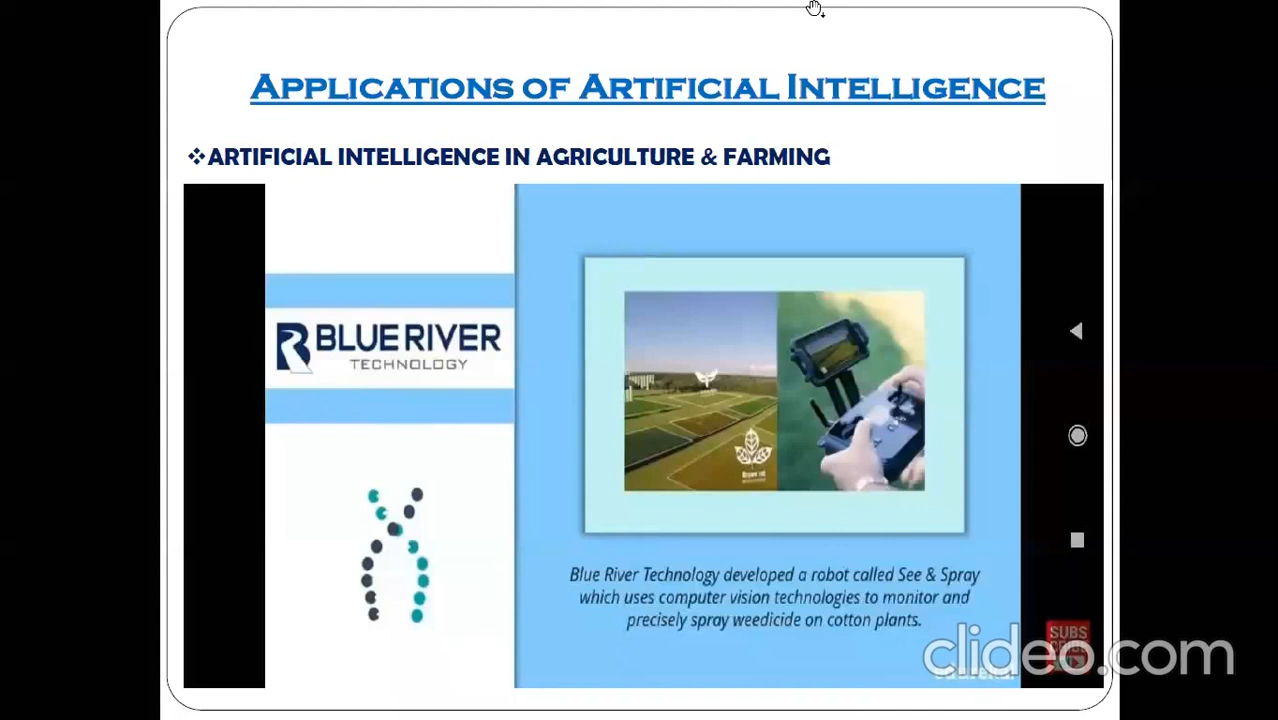 APPLICATIONS OF ARTIFICIAL INTELLIGENCE
❖ARTIFICIAL INTELLIGENCE IN AGRICULTURE & FARMING
BLUE RIVER
TECHNOLOGY
Blue River Technology developed a robot called See & Spray
which uses computer vision technologies to monitor and
precisely spray weedicide on cotton plants.
SUBS
clideo.com